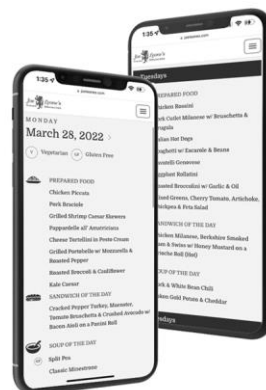 1:35
MONDAY
March 28, 2022 >
V Vegetarian GF Gluten Free
PREPARED FOOD
Chicken Piccata
Pork Braciole
Grilled Shrimp Caesar Skewers
Pappardelle all' Amatriciana
Cheese Tortellini in Pesto Cream
Grilled Portobello w/ Mozzarella &
Roasted Pepper
Roasted Broccoli & Cauliflower
Kale Caesar
SANDWICH OF THE DAY
Cracked Pepper Turkey, Muenster,
Tomato Bruschetta & Crushed Avocado w/
Bacon Aioli on a Panini Roll
SOUP OF THE DAY
GF Split Pea
Classic Minestrone
1:35
Tuesdays
PREPARED FOOD
Chicken Rossini
Pork Cutlet Milanese w/ Bruschetta &
Arugula
Italian Hot Dogs
Spaghetti w/ Escarole & Beans
Cavatelli Genovese
Eggplant Rollatini
Roasted Broccolini w/ Garlic & Oil
Greens, Cherry Tomato, Artichoke,
Chickpea & Feta Salad
SANDWICH OF THE DAY
Chicken Milanese, Berkshire Smoked
Ham & Swiss w/ Honey Mustard on a
Roll (Hot)
SOUP OF THE DAY
& White Bean Chili
Gold Potato & Cheddar